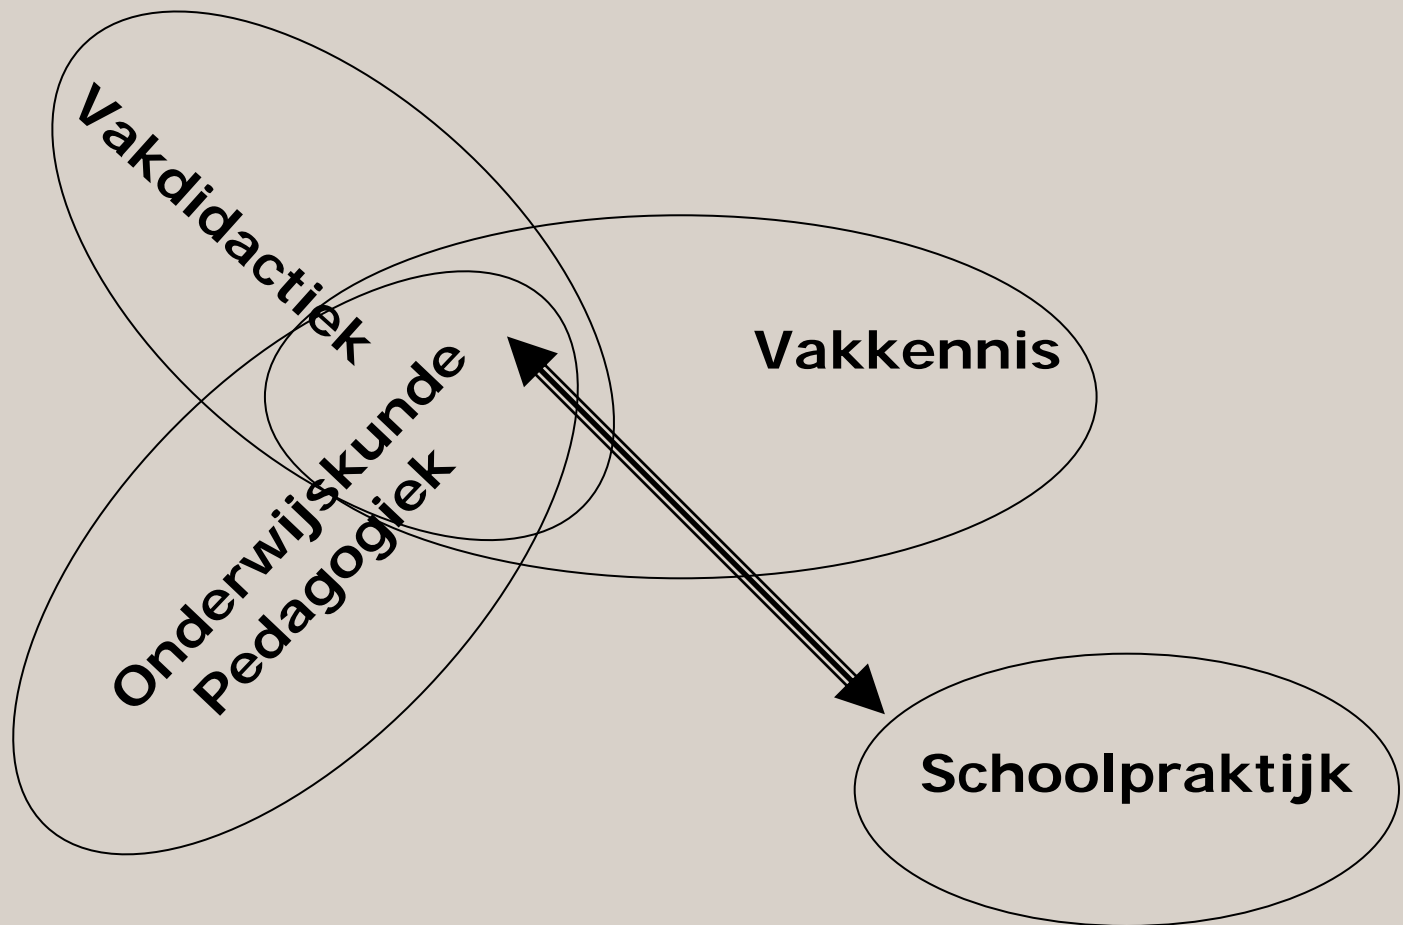 Vakdidactiek
Vakkennis
Onderwijskunde
Pedagogiek
Schoolpraktijk